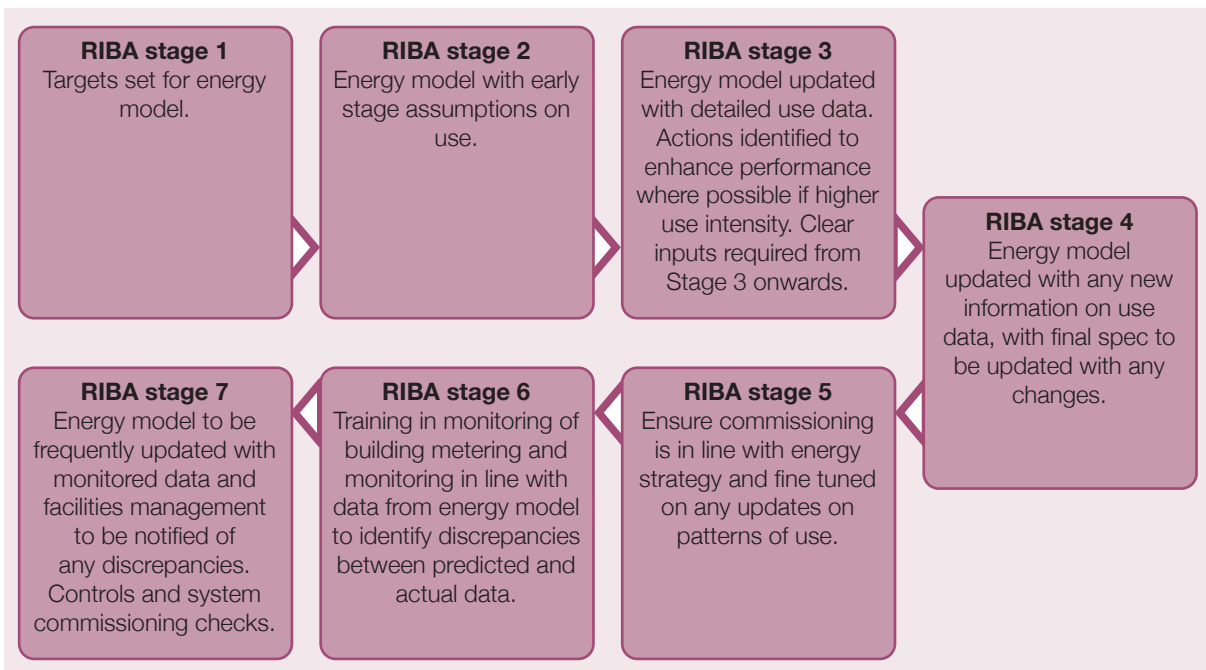 RIBA stage 1
Targets set for energy
model.
RIBA stage 2
Energy model with early
stage assumptions on
use.
RIBA stage 3
Energy model updated
with detailed use data.
Actions identified to
enhance performance
where possible if higher
use intensity. Clear
inputs required from
Stage 3 onwards.
RIBA stage 4
Energy model
updated with any new
information on use
data, with final spec to
be updated with any
changes.
RIBA stage 5
Ensure commissioning
is in line with energy
strategy and fine tuned
on any updates on
patterns of use.
RIBA stage 6
Training in monitoring of
building metering and
monitoring in line with
data from energy model
to identify discrepancies
between predicted and
actual data.
RIBA stage 7
Energy model to be
frequently updated with
monitored data and
facilities management
to be notified of
any discrepancies.
Controls and system
commissioning checks.